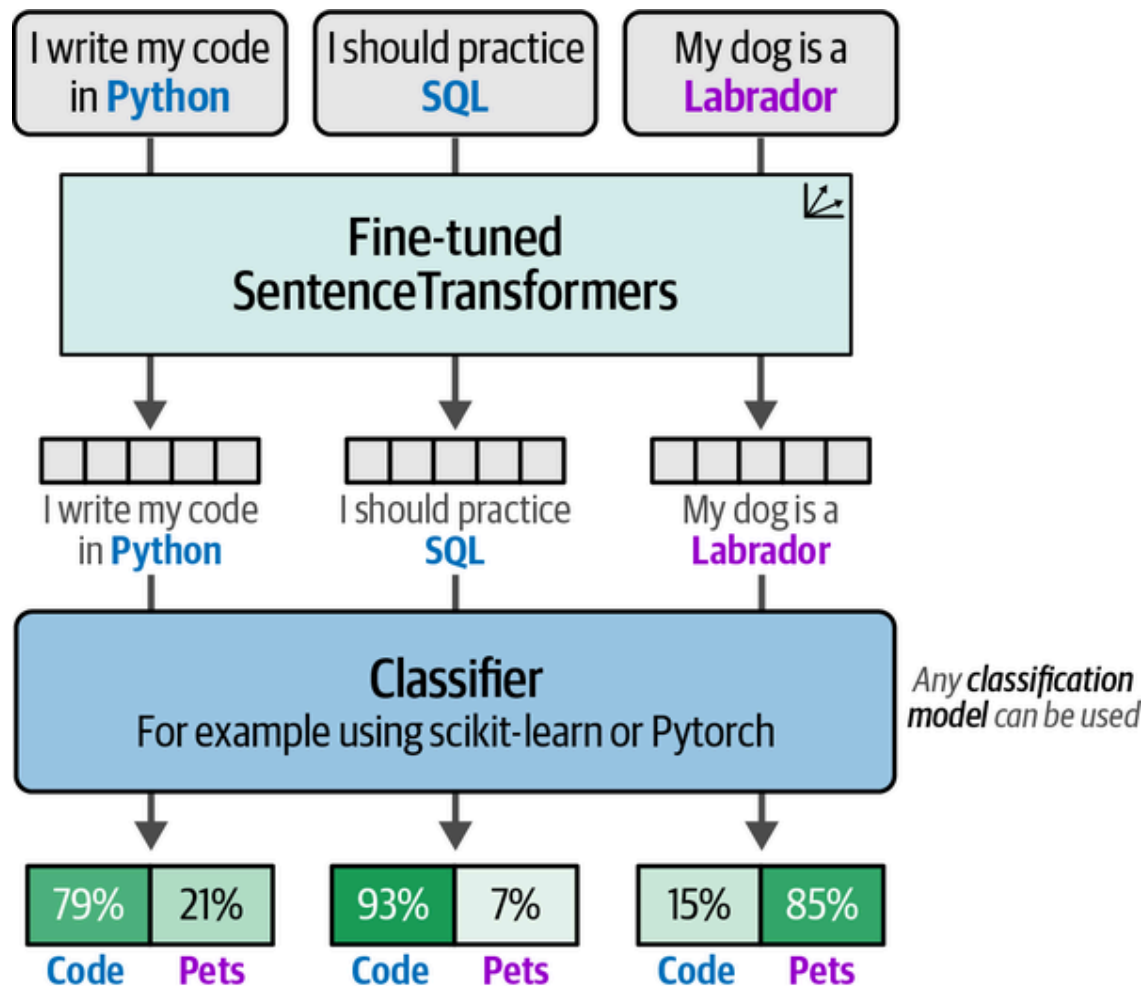 I write my code
in Python
I should practice
SQL
My dog is a
Labrador
Fine-tuned
SentenceTransformers
I write my code
in Python
I should practice
SQL
My dog is a
Labrador
Classifier
For example using scikit-learn or Pytorch
Any classification
model can be used
79% 21%
Code Pets
93% 7%
Code Pets
15% 85%
Code Pets